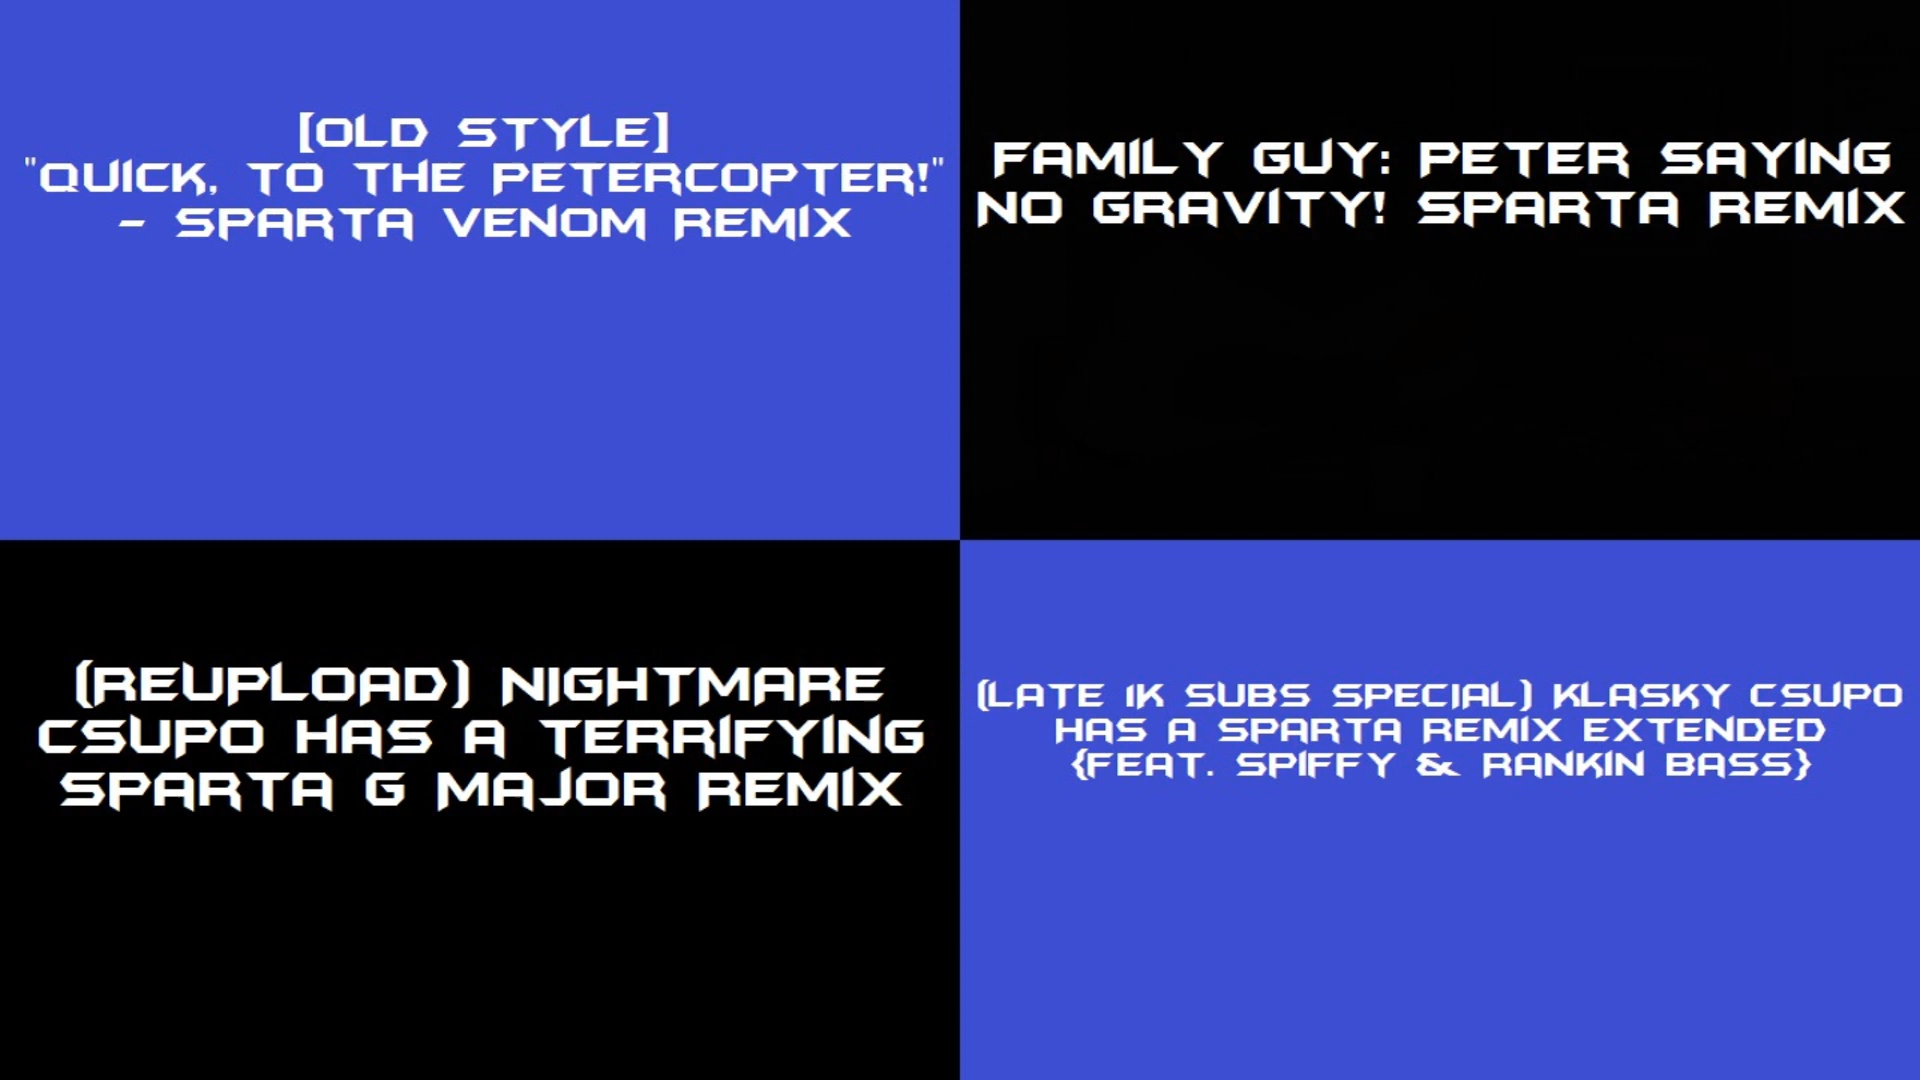 [OLD STYLE]
"QUICK, TO THE PETERCOPTER!"
- SPARTA VENOM REMIX
FAMILY GUY: PETER SAYING
NO GRAVITY! SPARTA REMIX
(REUPLOAD) NIGHTMARE
CSUPO HAS A TERRIFYING
SPARTA G MAJOR REMIX
(LATE 1K SUBS SPECIAL) KLASKY CSUPO
HAS A SPARTA REMIX EXTENDED
{FEAT. SPIFFY & RANKIN BASS}